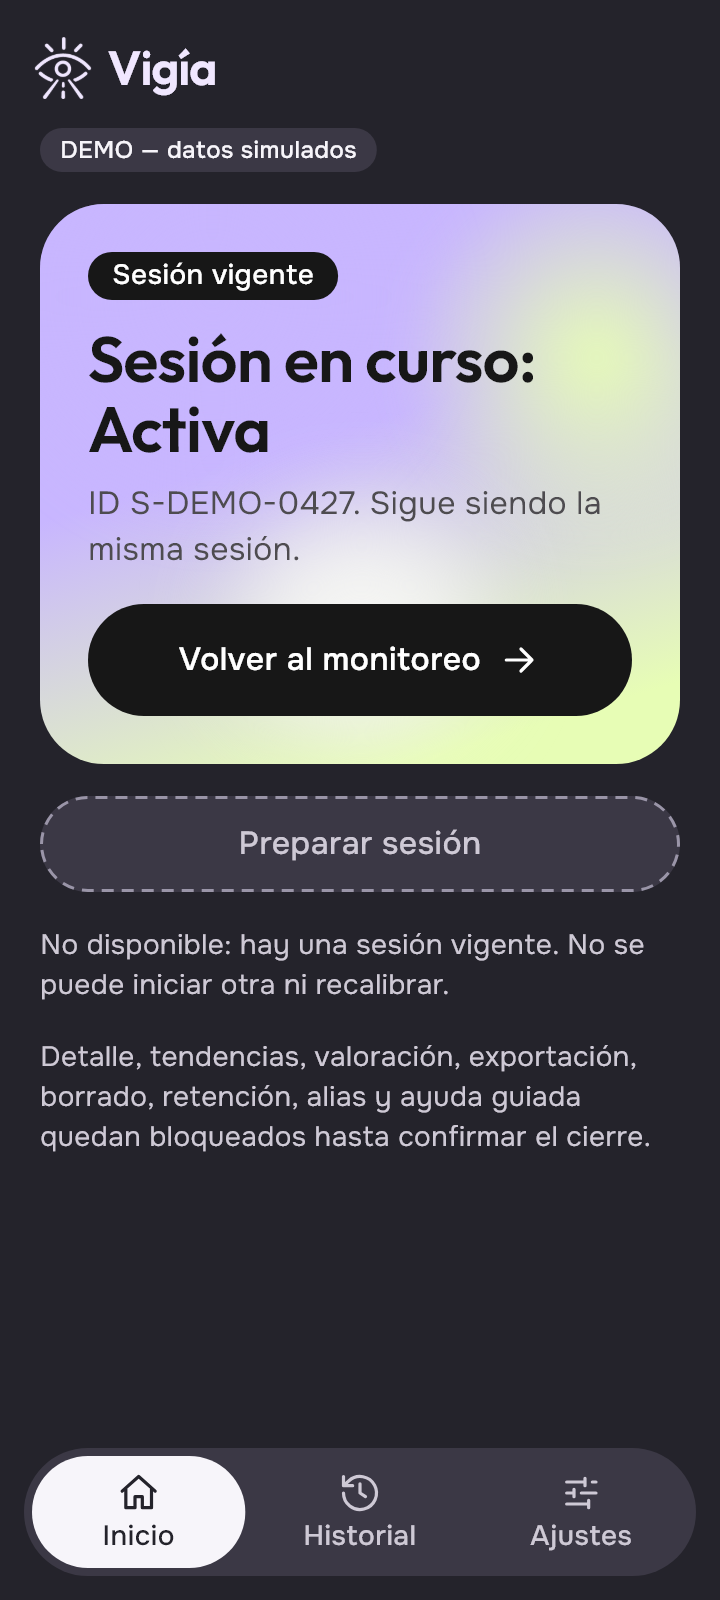 Vigía
DEMO — datos simulados
Sesión vigente
Sesión en curso:
Activa
ID S-DEMO-0427. Sigue siendo la
misma sesión.
Volver al monitoreo →
Preparar sesión
No disponible: hay una sesión vigente. No se
puede iniciar otra ni recalibrar.
Detalle, tendencias, valoración, exportación,
borrado, retención, alias y ayuda guiada
quedan bloqueados hasta confirmar el cierre.
Inicio
Historial
Ajustes